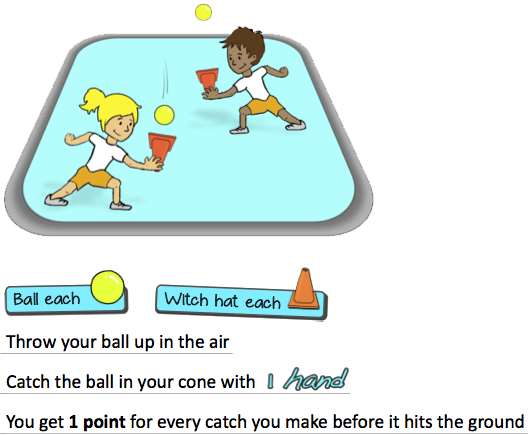 Ball each
Witch hat each
Throw your ball up in the air
Catch the ball in your cone with 1 hand
You get 1 point for every catch you make before it hits the ground